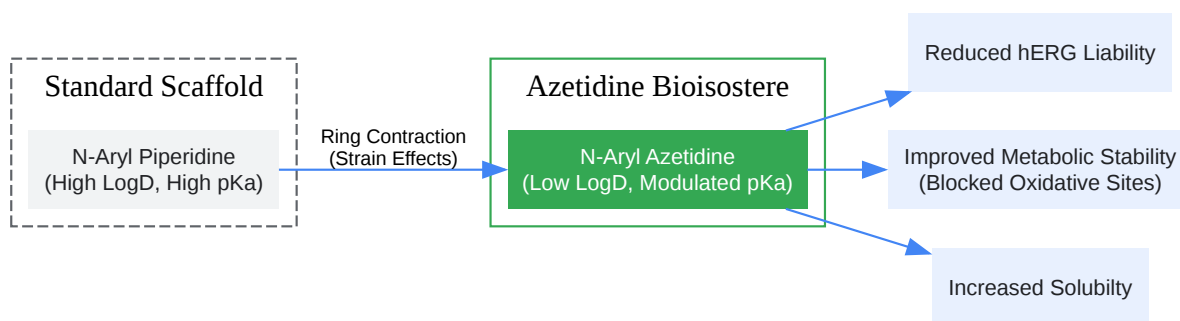 Standard Scaffold
N-Aryl Piperidine
(High LogD, High pKa)
Ring Contraction
(Strain Effects)
Azetidine Bioisostere
N-Aryl Azetidine
(Low LogD, Modulated pKa)
Reduced hERG Liability
Improved Metabolic Stability
(Blocked Oxidative Sites)
Increased Solubilty